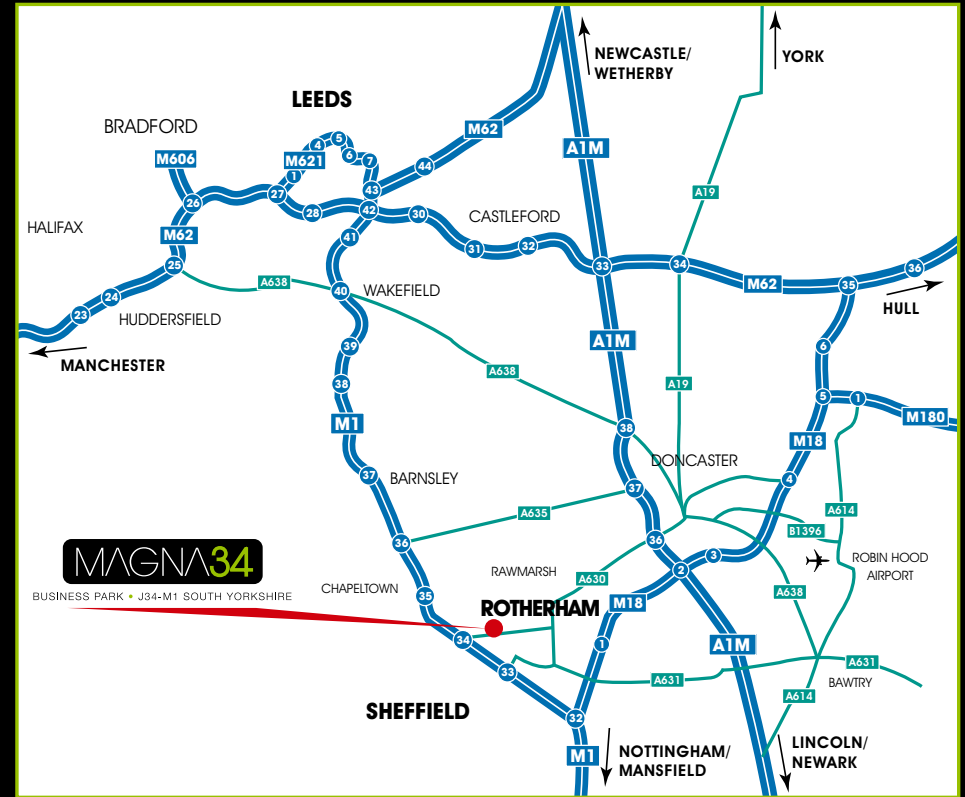 NEWCASTLE/
WETHERBY
YORK
LEEDS
BRADFORD
M62
A1M
M606
M621
4
5
6
7
1
44
43
A19
27
26
28
42
30
CASTLEFORD
HALIFAX
M62
41
31
32
33
34
25
36
M62
35
A638
40
WAKEFIELD
24
23
HUDDERSFIELD
HULL
A1M
39
6
MANCHESTER
38
A638
A19
5
1
M180
M1
38
M18
DONCASTER
37
BARNSLEY
4
37
A635
A614
B1396
36
36
MAGNA34
BUSINESS PARK • J34-M1 SOUTH YORKSHIRE
3
ROBIN HOOD
AIRPORT
2
RAWMARSH
A630
CHAPELTOWN
35
A638
M18
ROTHERHAM
34
1
A1M
33
A631
A631
BAWTRY
A614
SHEFFIELD
32
M1
NOTTINGHAM/
MANSFIELD
LINCOLN/
NEWARK